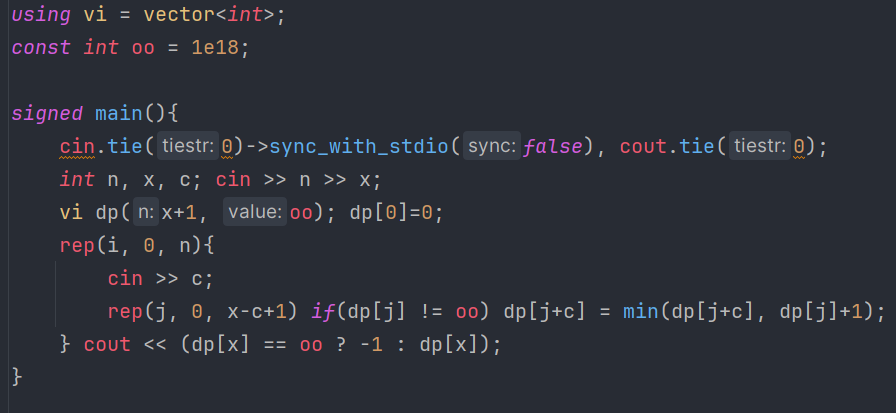 using vi = vector<int>;
const int oo = 1e18;
signed main(){
cin.tie( tiestr: 0)->sync_with_stdio( sync: false), cout.tie( tiestr: 0);
int n, x, c; cin >> n >> x;
vi dp( n: x+1, value: oo); dp[0]=0;
rep(i, 0, n){
cin >> c;
rep(j, 0, x-c+1) if(dp[j] != oo) dp[j+c] = min(dp[j+c], dp[j]+1);
} cout << (dp[x] == oo ? -1 : dp[x]);
}